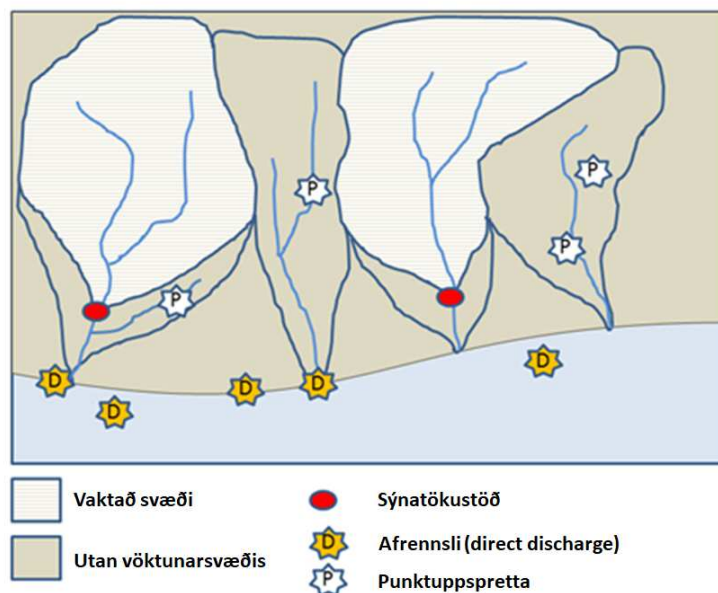 P
P
P
P
D
D
D
D
D
Vaktað svæði
Sýnatökustöð
Utan vöktunarsvæðis
D Afrennsli (direct discharge)
P Punktuppspretta